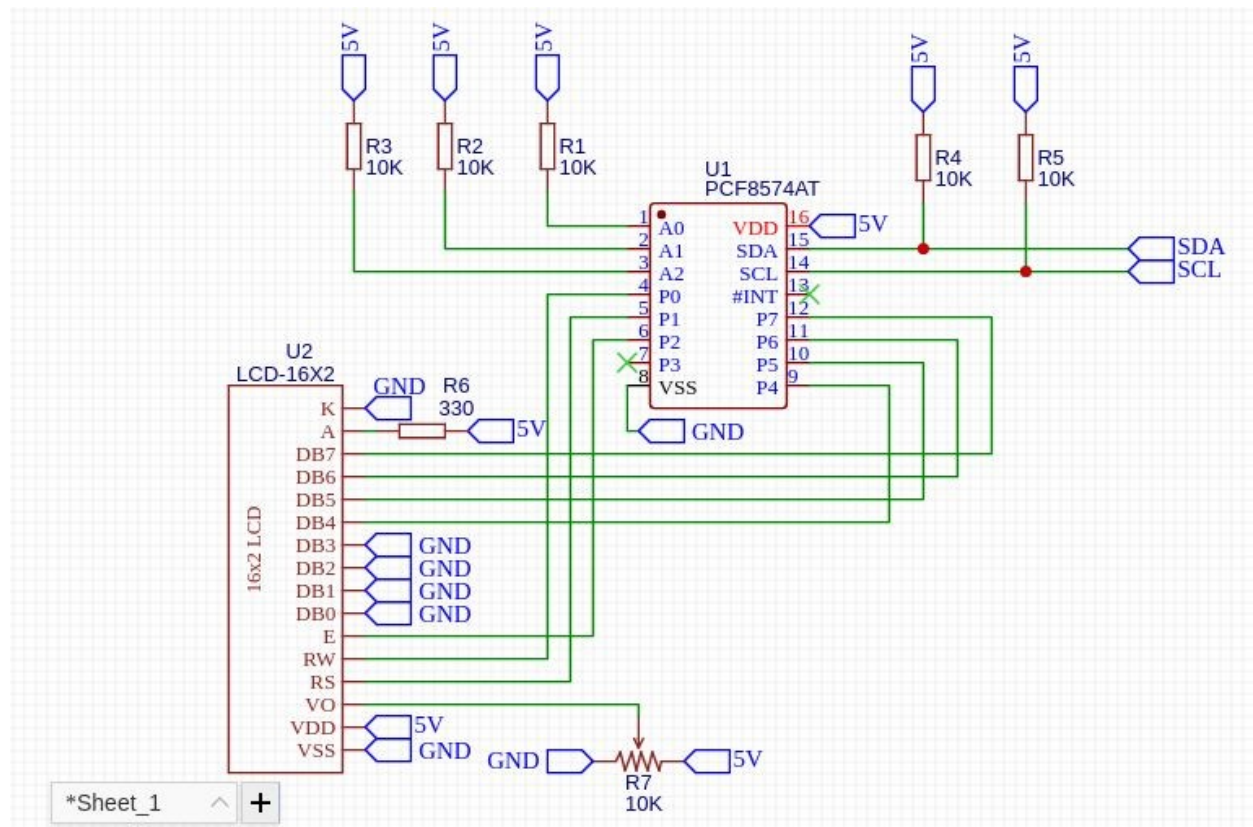 5V
5V
5V
5V
5V
R3
10K
R2
10K
R1
10K
R4
10K
R5
10K
U1
PCF8574AT
1
A0
2
A1
3
A2
4
P0
5
P1
6
P2
7
P3
8
VSS
VDD
16
5V
SDA
15
SDA
SCL
14
SCL
#INT
13
P7
12
P6
11
P5
10
P4
9
GND
U2
LCD-16X2
16x2 LCD
K
GND
A
R6
330
5V
DB7
DB6
DB5
DB4
DB3
GND
DB2
GND
DB1
GND
DB0
GND
E
RW
RS
VO
VDD
5V
VSS
GND
GND
5V
R7
10K
*Sheet_1
+